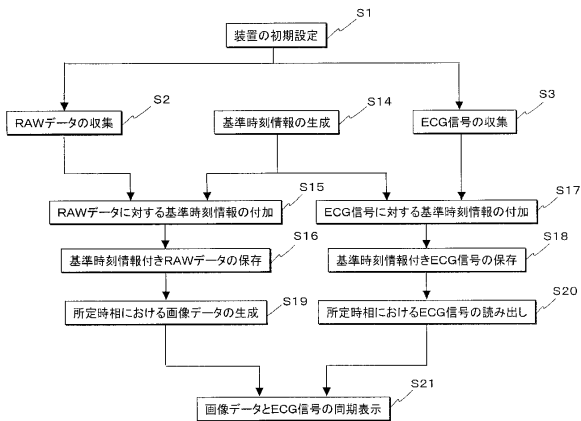 S1
装置の初期設定
S2
S14
S3
RAWデータの収集
基準時刻情報の生成
ECG信号の収集
S15
S17
RAWデータに対する基準時刻情報の付加
ECG信号に対する基準時刻情報の付加
S16
S18
基準時刻情報付きRAWデータの保存
基準時刻情報付きECG信号の保存
S19
S20
所定時相における画像データの生成
所定時相におけるECG信号の読み出し
S21
画像データとECG信号の同期表示